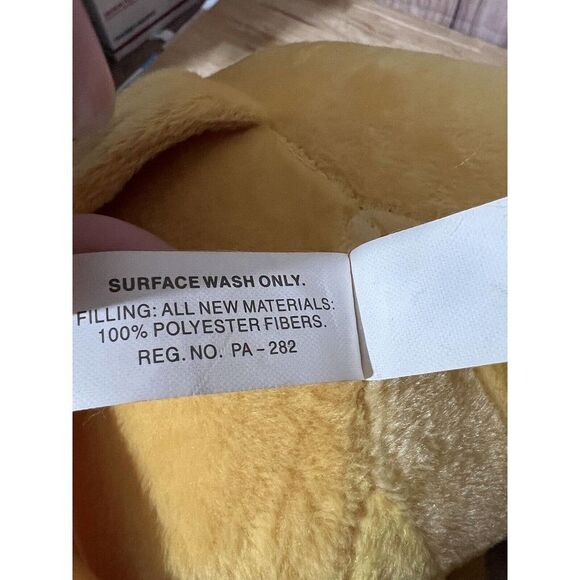 SURFACE WASH ONLY.
FILLING: ALL NEW MATERIALS:
100% POLYESTER FIBERS.
REG. NO. PA - 282